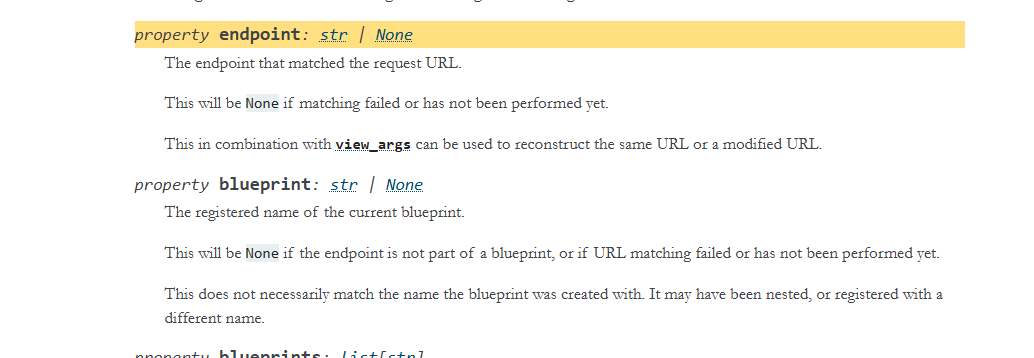 property endpoint: str | None
The endpoint that matched the request URL.
This will be None if matching failed or has not been performed yet.
This in combination with view_args can be used to reconstruct the same URL or a modified URL.
property blueprint: str | None
The registered name of the current blueprint.
This will be None if the endpoint is not part of a blueprint, or if URL matching failed or has not been performed yet.
This does not necessarily match the name the blueprint was created with. It may have been nested, or registered with a
different name.
property blueprints: list[str]